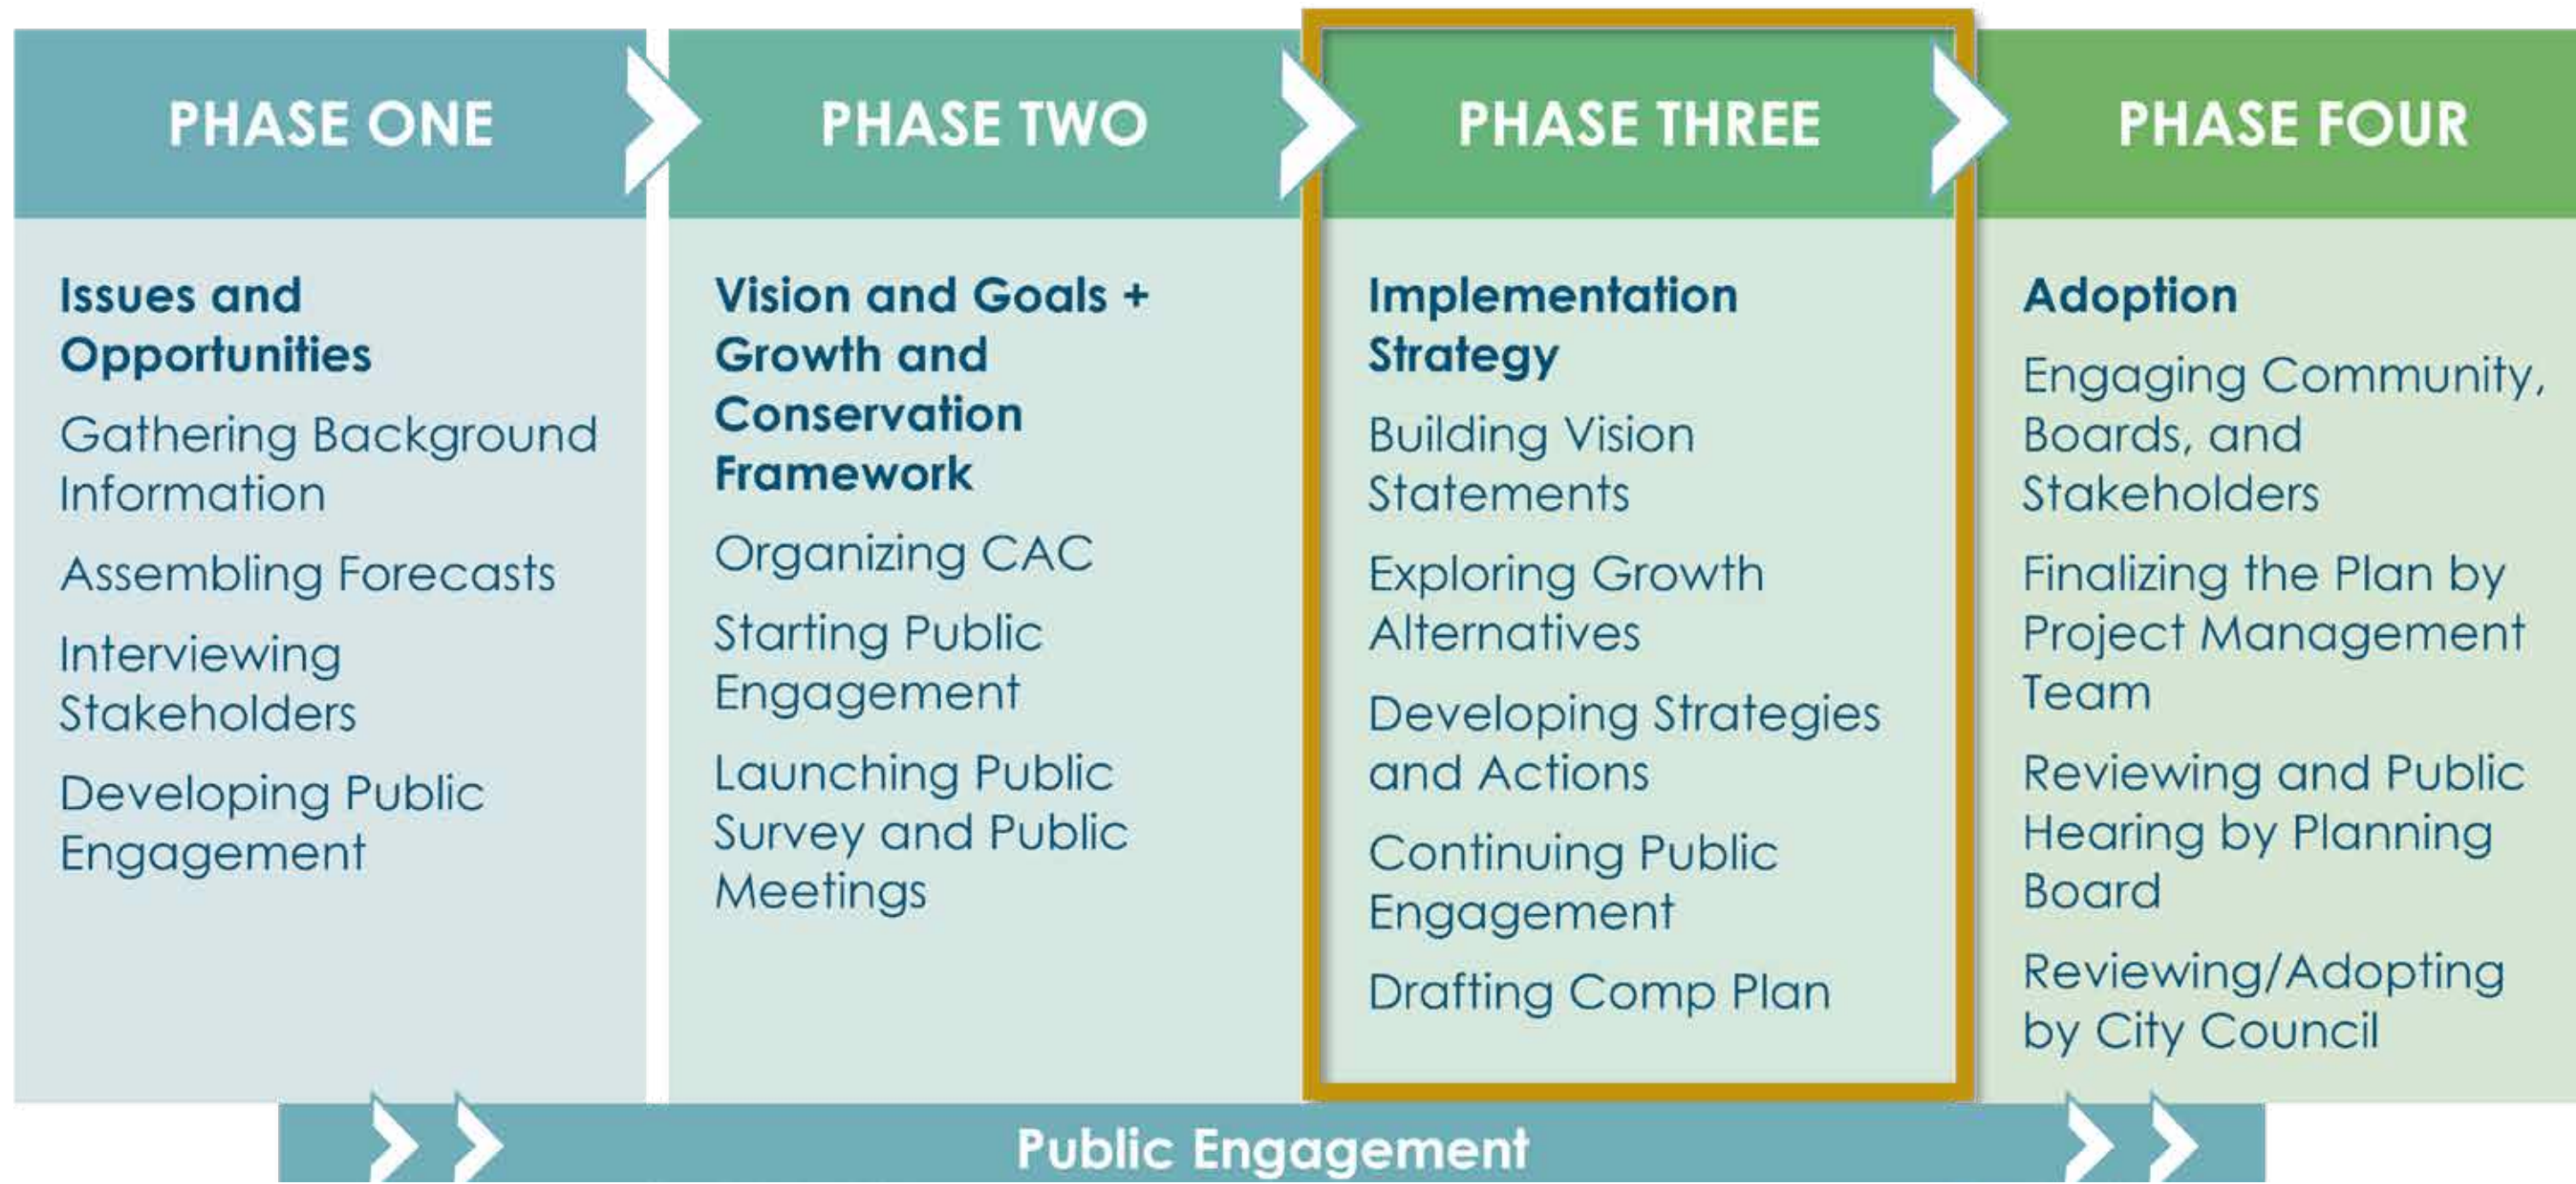 PHASE ONE
Issues and
Opportunities
Gathering Background
Information
Assembling Forecasts
Interviewing
Stakeholders
Developing Public
Engagement
PHASE TWO
Vision and Goals +
Growth and
Conservation
Framework
Organizing CAC
Starting Public
Engagement
Launching Public
Survey and Public
Meetings
PHASE THREE
Implementation
Strategy
Building Vision
Statements
Exploring Growth
Alternatives
Developing Strategies
and Actions
Continuing Public
Engagement
Drafting Comp Plan
PHASE FOUR
Adoption
Engaging Community,
Boards, and
Stakeholders
Finalizing the Plan by
Project Management
Team
Reviewing and Public
Hearing by Planning
Board
Reviewing/Adopting
by City Council
Public Engagement